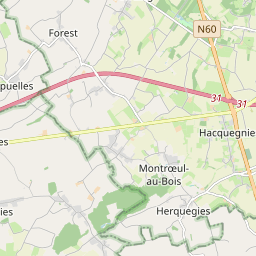 N60
Forest
puelles
31
31
es
Hacquegnie
Montrœul-
au-Bois
Herquegies
ies